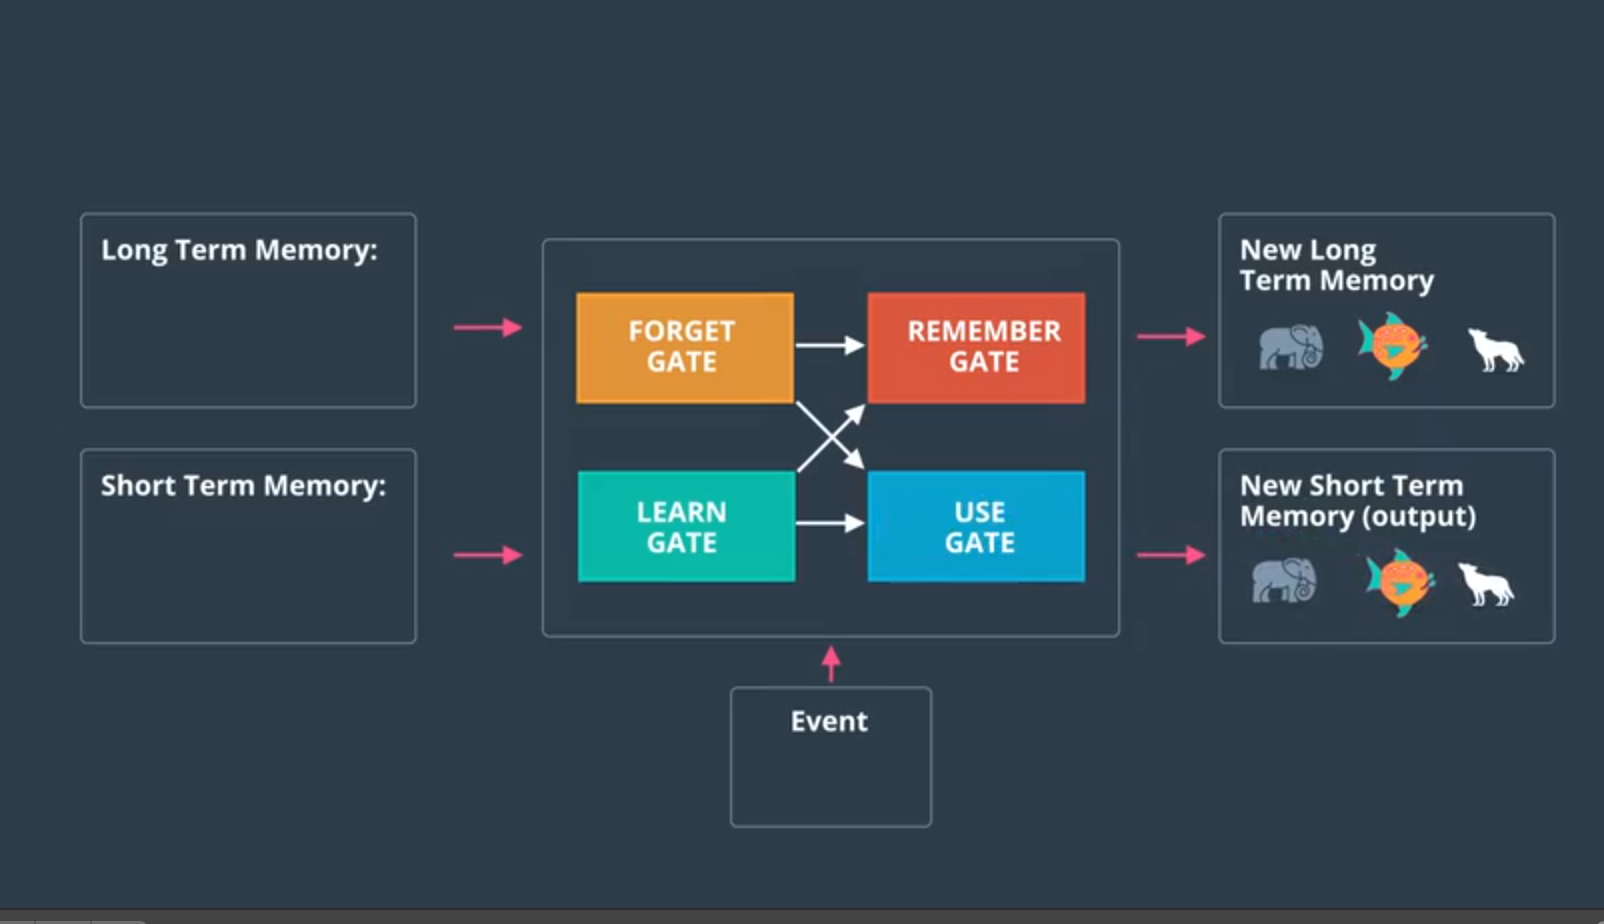 Long Term Memory:
Short Term Memory:
FORGET
GATE
REMEMBER
GATE
LEARN
GATE
USE
GATE
Event
New Long
Term Memory
New Short Term
Memory (output)